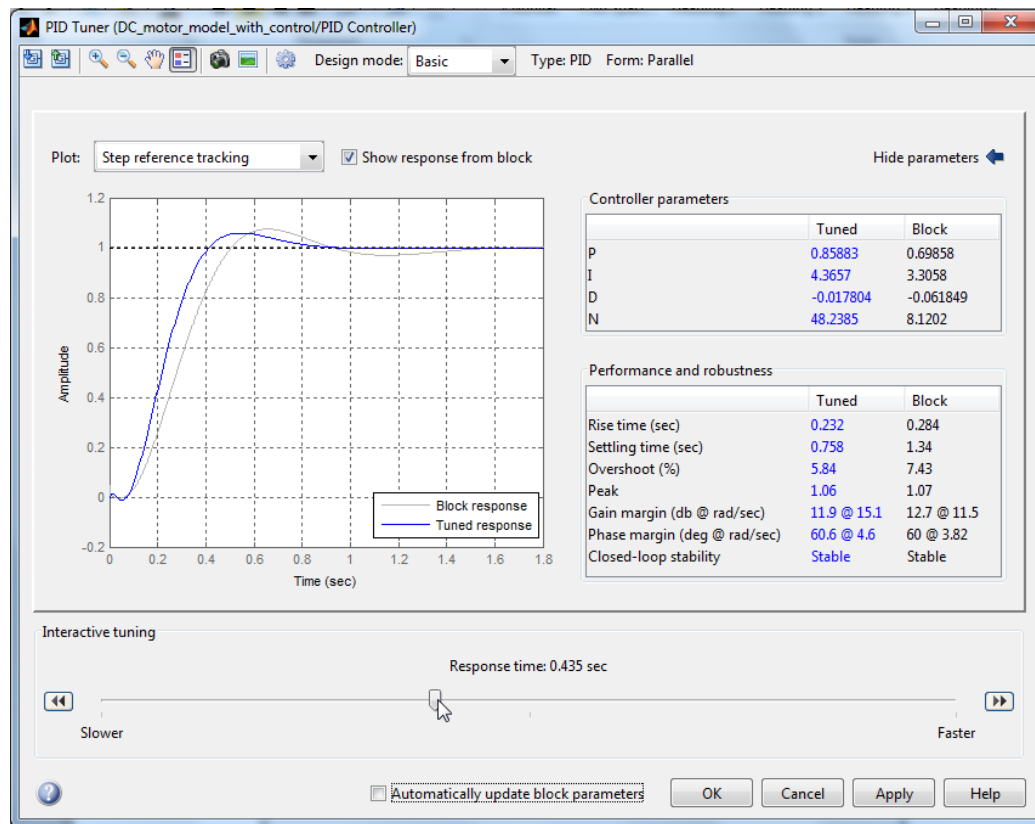 PID Tuner (DC_motor_model_with_control/PID Controller)
Design mode: Basic Type: PID Form: Parallel
Plot: Step reference tracking Show response from block Hide parameters
1.2
1
0.8
0.6
0.4
0.2
0
-0.2
Amplitude
0 0.2 0.4 0.6 0.8 1 1.2 1.4 1.6 1.8
Time (sec)
Block response
Tuned response
Controller parameters
Tuned Block
P 0.85883 0.69858
I 4.3657 3.3058
D -0.017804 -0.061849
N 48.2385 8.1202
Performance and robustness
Tuned Block
Rise time (sec) 0.232 0.284
Settling time (sec) 0.758 1.34
Overshoot (%) 5.84 7.43
Peak 1.06 1.07
Gain margin (db @ rad/sec) 11.9 @ 15.1 12.7 @ 11.5
Phase margin (deg @ rad/sec) 60.6 @ 4.6 60 @ 3.82
Closed-loop stability Stable Stable
Interactive tuning
Response time: 0.435 sec
Slower Faster
Automatically update block parameters OK Cancel Apply Help